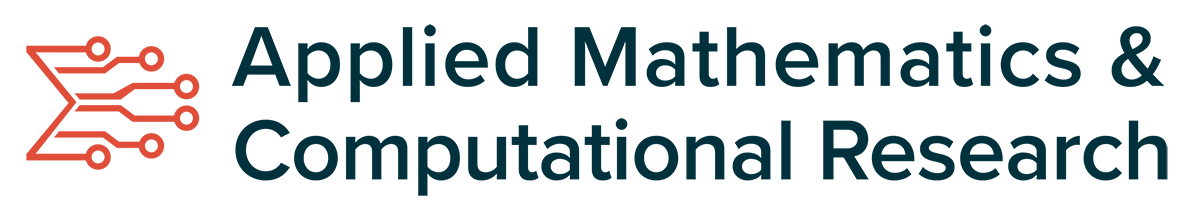 Applied Mathematics &
Computational Research